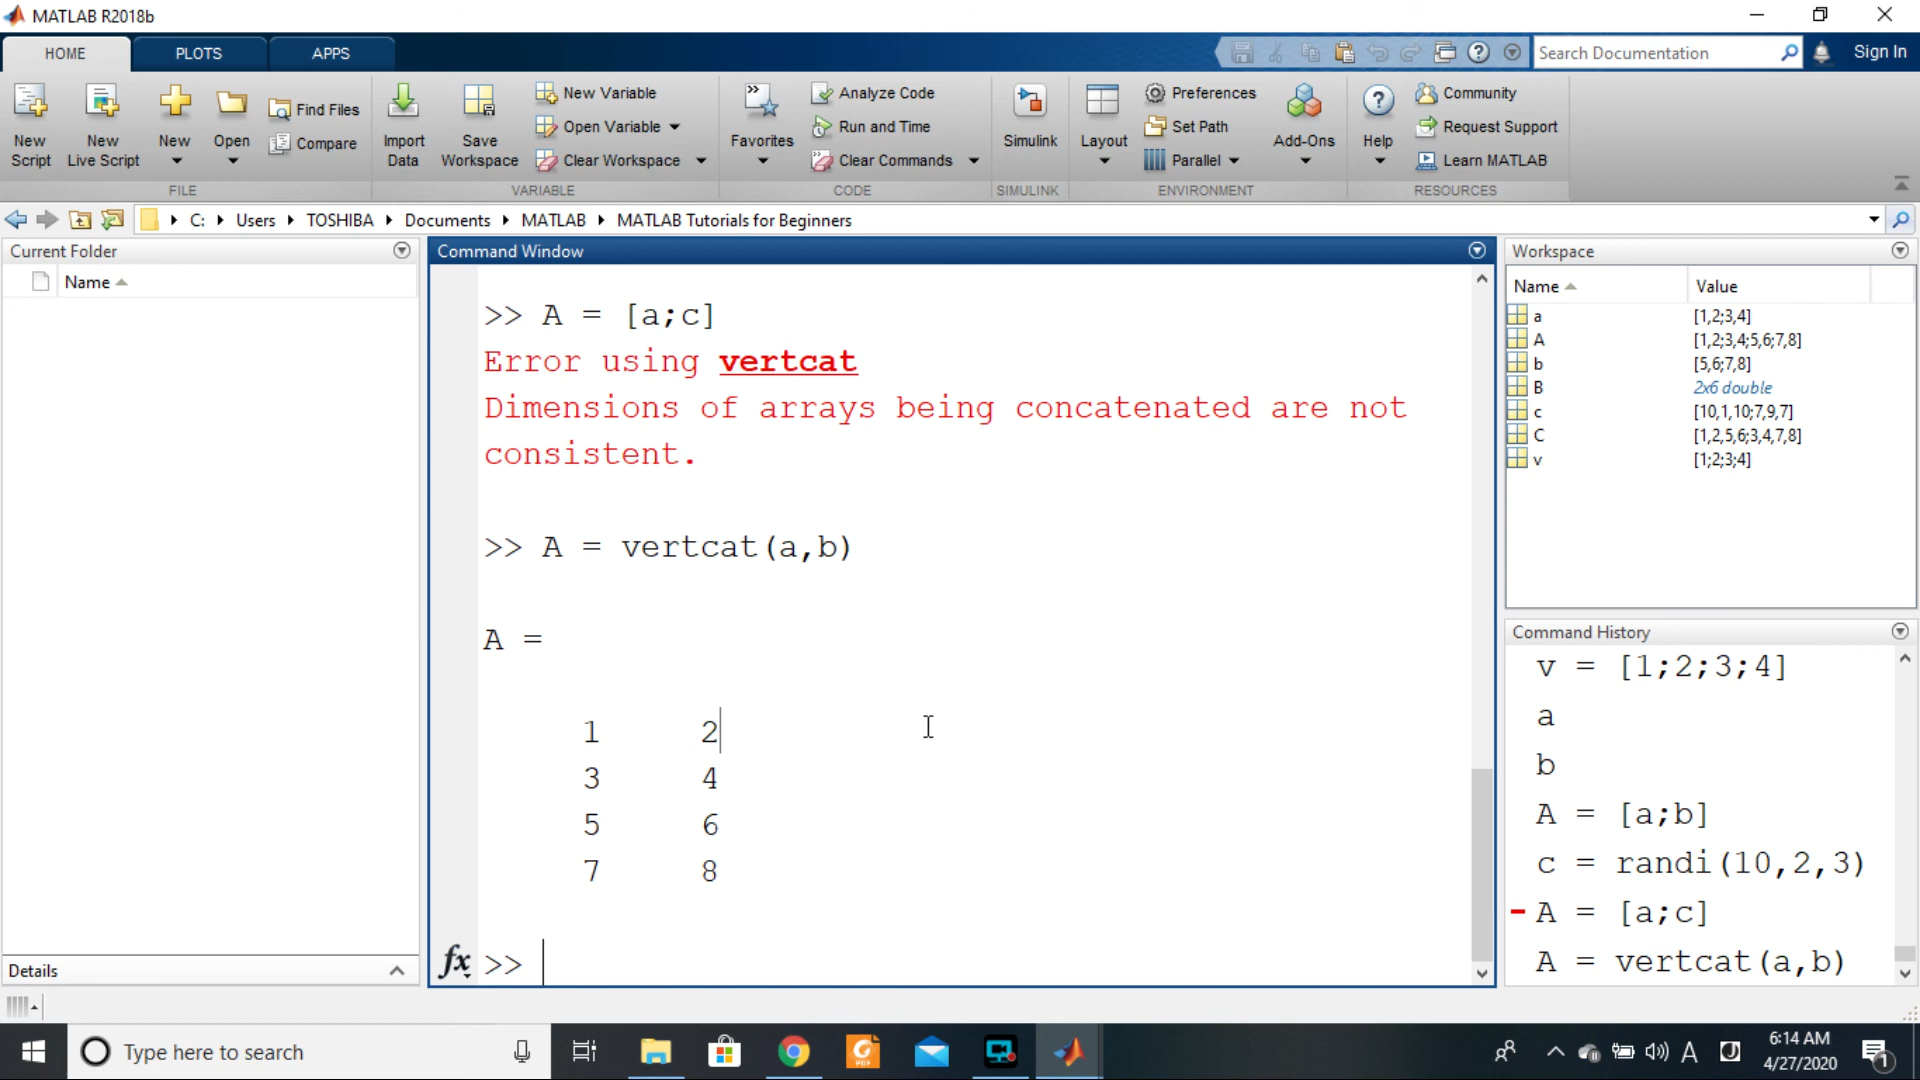 MATLAB R2018b
HOME PLOTS APPS
Search Documentation
Sign In
New Script
New Live Script
New
Open
Find Files
Compare
FILE
Import Data
Save Workspace
New Variable
Open Variable
Clear Workspace
VARIABLE
Favorites
Analyze Code
Run and Time
Clear Commands
CODE
Simulink
SIMULINK
Layout
Preferences
Set Path
Parallel
Add-Ons
ENVIRONMENT
Help
Community
Request Support
Learn MATLAB
RESOURCES
C: Users TOSHIBA Documents MATLAB MATLAB Tutorials for Beginners
Current Folder
Name
Details
Command Window
>> A = [a;c]
Error using vertcat
Dimensions of arrays being concatenated are not
consistent.
>> A = vertcat(a,b)
A =
1 2
3 4
5 6
7 8
fx >>
Workspace
Name Value
a [1,2;3,4]
A [1,2;3,4;5,6;7,8]
b [5,6;7,8]
B 2x6 double
c [10,1,10;7,9,7]
C [1,2,5,6;3,4,7,8]
v [1;2;3;4]
Command History
v = [1;2;3;4]
a
b
A = [a;b]
c = randi(10,2,3)
A = [a;c]
A = vertcat(a,b)
Type here to search
6:14 AM
4/27/2020